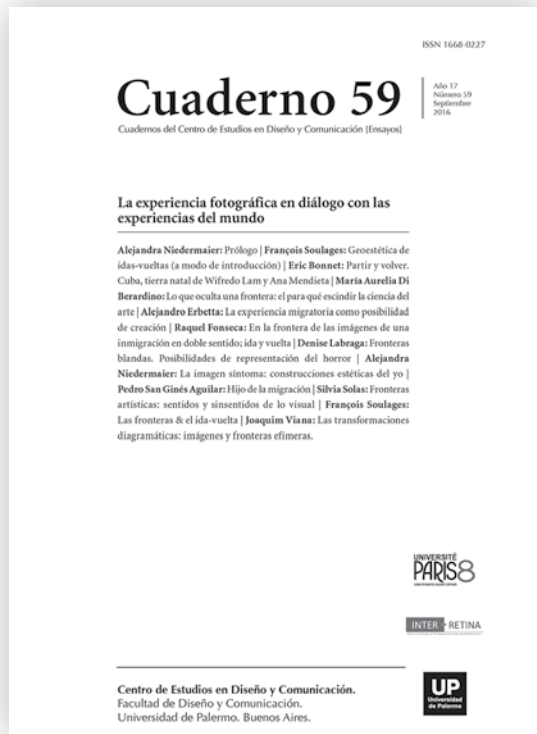 ISSN 1668-0227
Cuaderno 59
Año 17
Número 59
Septiembre
2016
Cuadernos del Centro de Estudios en Diseño y Comunicación [Ensayos]
La experiencia fotográfica en diálogo con las
experiencias del mundo
Alejandra Niedermaier: Prólogo | François Soulages: Geoestética de
idas-vueltas (a modo de introducción) | Eric Bonnet: Partir y volver.
Cuba, tierra natal de Wifredo Lam y Ana Mendieta | María Aurelia Di
Berardino: Lo que oculta una frontera: el para qué escindir la ciencia del
arte | Alejandro Erbetta: La experiencia migratoria como posibilidad
de creación | Raquel Fonseca: En la frontera de las imágenes de una
inmigración en doble sentido; ida y vuelta | Denise Labraga: Fronteras
blandas. Posibilidades de representación del horror | Alejandra
Niedermaier: La imagen síntoma: construcciones estéticas del yo |
Pedro San Ginés Aguilar: Hijo de la migración | Silvia Solas: Fronteras
artísticas: sentidos y sinsentidos de lo visual | François Soulages:
Las fronteras & el ida-vuelta | Joaquim Viana: Las transformaciones
diagramáticas: imágenes y fronteras efímeras.
UNIVERSITÉ
PARIS8
INTER RETINA
Centro de Estudios en Diseño y Comunicación.
Facultad de Diseño y Comunicación.
Universidad de Palermo. Buenos Aires.
UP
Universidad
de Palermo